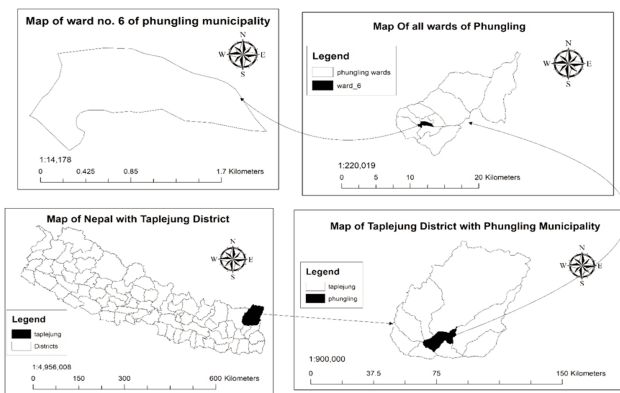 Map of ward no. 6 of phungling municipality
N
W E
S
1:14,178
0 0.425 0.85 1.7 Kilometers
Map Of all wards of Phungling
Legend
phungling wards
ward_6
N
W E
S
1:220,019
0 5 10 20 Kilometers
Map of Nepal with Taplejung District
N
W E
S
Legend
taplejung
Districts
1:4,956,008
0 150 300 600 Kilometers
Map of Taplejung District with Phungling Municipality
Legend
taplejung
phungling
N
W E
S
1:900,000
0 37.5 75 150 Kilometers